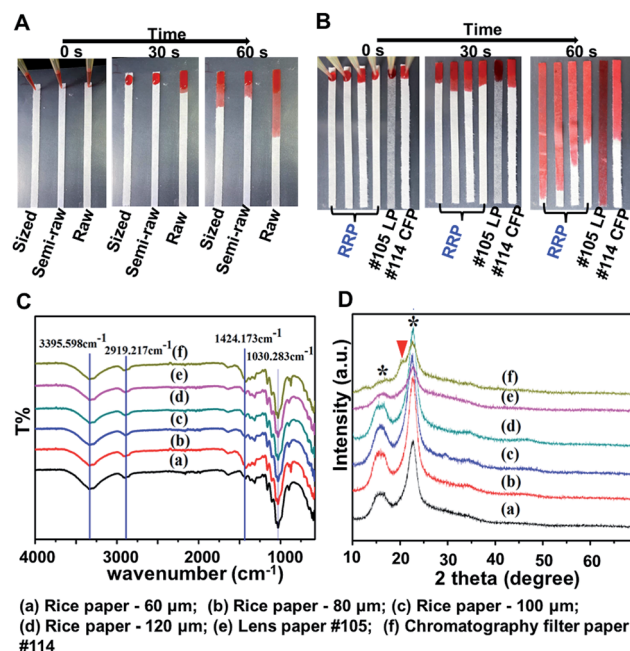 A
Time
0 s
30 s
60 s
Sized
Semi-raw
Raw
Sized
Semi-raw
Raw
Sized
Semi-raw
Raw
B
Time
0 s
30 s
60 s
RRP
#105 LP
#114 CFP
RRP
#105 LP
#114 CFP
RRP
#105 LP
#114 CFP
C
3395.598cm-1
2919.217cm-1
1424.173cm-1
1030.283cm-1
(f)
(e)
(d)
(c)
(b)
(a)
T%
4000
3000
2000
1000
wavenumber (cm-1)
D
*
*
(f)
(e)
(d)
(c)
(b)
(a)
Intensity (a.u.)
10
20
30
40
50
60
2 theta (degree)
(a) Rice paper - 60 µm; (b) Rice paper - 80 µm; (c) Rice paper - 100 µm;
(d) Rice paper - 120 µm; (e) Lens paper #105; (f) Chromatography filter paper
#114